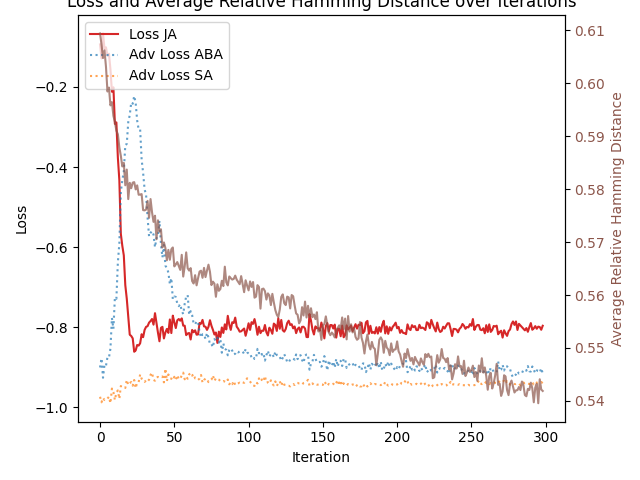 Loss and Average Relative Hamming Distance over Iterations
Loss JA
Adv Loss ABA
Adv Loss SA
−0.2
−0.4
−0.6
−0.8
−1.0
Loss
0.61
0.60
0.59
0.58
0.57
0.56
0.55
0.54
Average Relative Hamming Distance
0 50 100 150 200 250 300
Iteration